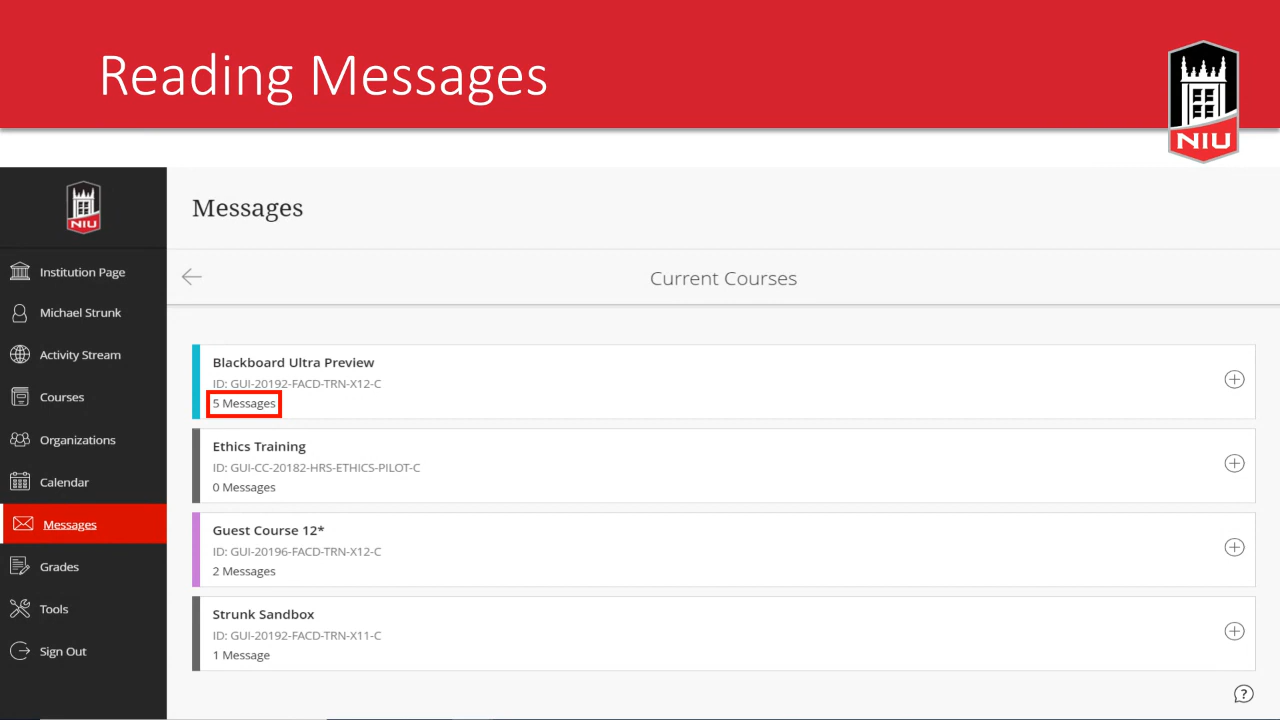 Reading Messages
NIU
NIU
Institution Page
Michael Strunk
Activity Stream
Courses
Organizations
Calendar
Messages
Grades
Tools
Sign Out
Messages
Current Courses
Blackboard Ultra Preview
ID: GUI-20192-FACD-TRN-X12-C
5 Messages
Ethics Training
ID: GUI-CC-20182-HRS-ETHICS-PILOT-C
0 Messages
Guest Course 12*
ID: GUI-20196-FACD-TRN-X12-C
2 Messages
Strunk Sandbox
ID: GUI-20192-FACD-TRN-X11-C
1 Message
?